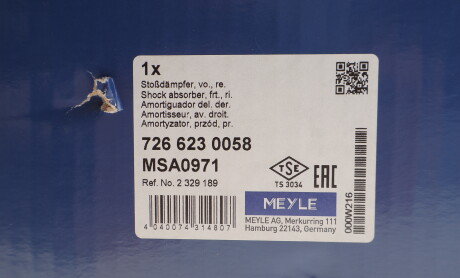 1x
Stoßdämpfer, vo., re.
Shock absorber, frt., ri.
Amortiguador del. der.
Amortisseur, av. droit.
Amortyzator, przód, pr.
726 623 0058
MSA0971
Ref. No. 2 329 189
TSE
TS 3034
EAC
MEYLE
MEYLE AG, Merkurring 111
Hamburg 22143, Germany
4 040074 314807
000W216